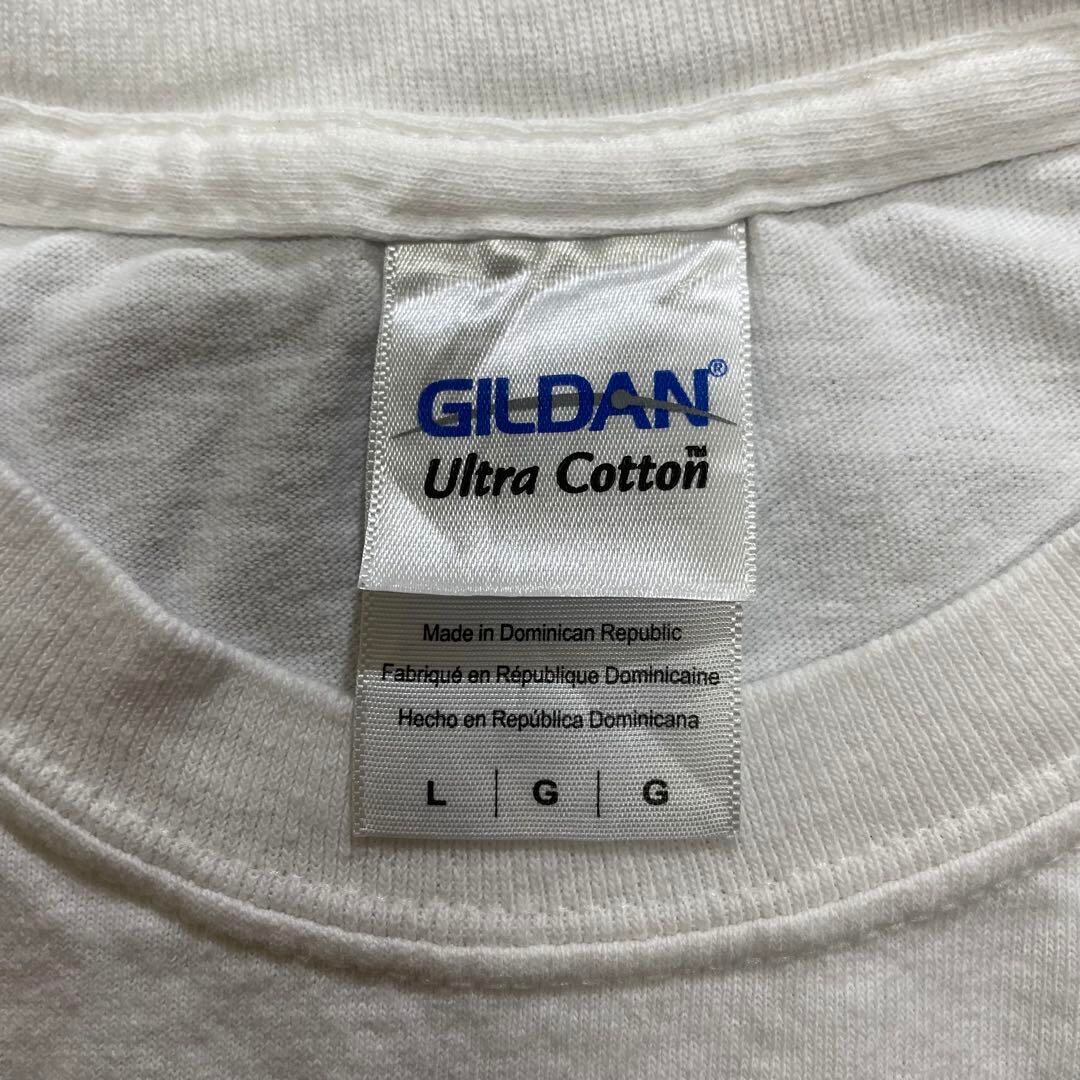 GILDAN®
Ultra Cotton™
Made in Dominican Republic
Fabriqué en République Dominicaine
Hecho en República Dominicana
L | G | G